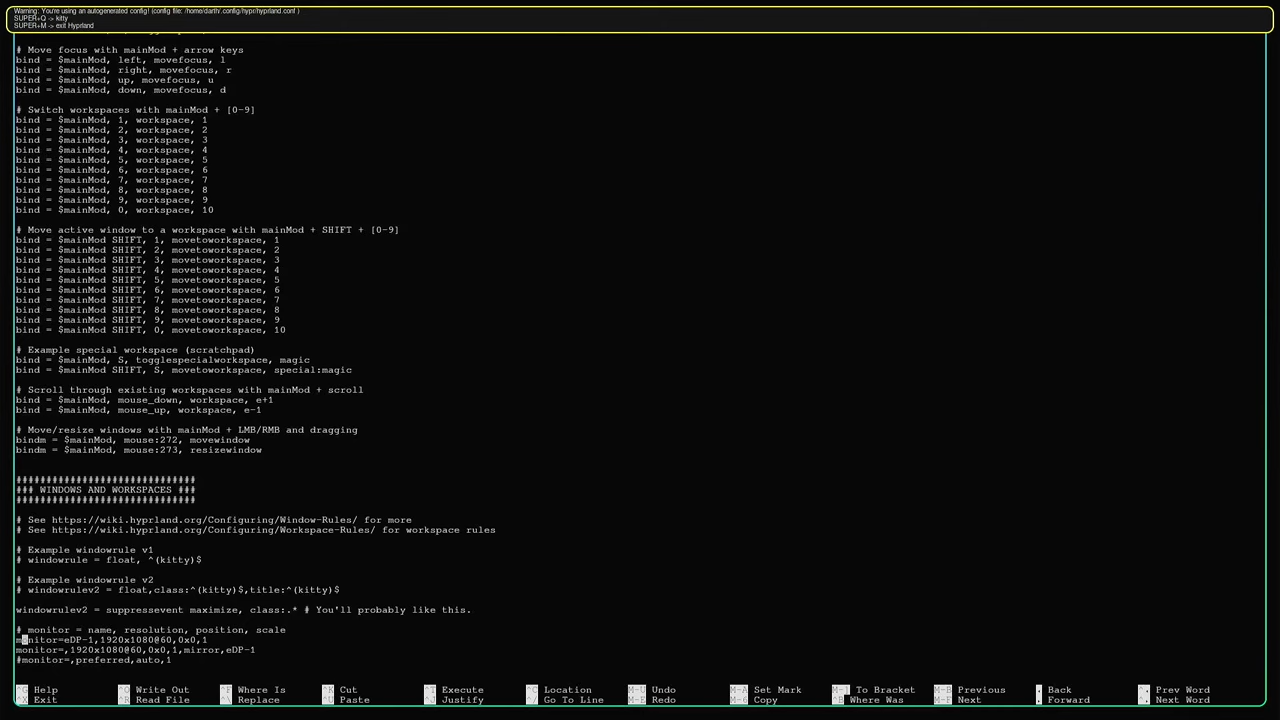 Warning: You're using an autogenerated config! (config file: /home/darth/.config/hypr/hyprland.conf )
SUPER+Q -> kitty
SUPER+M -> exit Hyprland
# Move focus with mainMod + arrow keys
bind = $mainMod, left, movefocus, l
bind = $mainMod, right, movefocus, r
bind = $mainMod, up, movefocus, u
bind = $mainMod, down, movefocus, d
# Switch workspaces with mainMod + [0-9]
bind = $mainMod, 1, workspace, 1
bind = $mainMod, 2, workspace, 2
bind = $mainMod, 3, workspace, 3
bind = $mainMod, 4, workspace, 4
bind = $mainMod, 5, workspace, 5
bind = $mainMod, 6, workspace, 6
bind = $mainMod, 7, workspace, 7
bind = $mainMod, 8, workspace, 8
bind = $mainMod, 9, workspace, 9
bind = $mainMod, 0, workspace, 10
# Move active window to a workspace with mainMod + SHIFT + [0-9]
bind = $mainMod SHIFT, 1, movetoworkspace, 1
bind = $mainMod SHIFT, 2, movetoworkspace, 2
bind = $mainMod SHIFT, 3, movetoworkspace, 3
bind = $mainMod SHIFT, 4, movetoworkspace, 4
bind = $mainMod SHIFT, 5, movetoworkspace, 5
bind = $mainMod SHIFT, 6, movetoworkspace, 6
bind = $mainMod SHIFT, 7, movetoworkspace, 7
bind = $mainMod SHIFT, 8, movetoworkspace, 8
bind = $mainMod SHIFT, 9, movetoworkspace, 9
bind = $mainMod SHIFT, 0, movetoworkspace, 10
# Example special workspace (scratchpad)
bind = $mainMod, S, togglespecialworkspace, magic
bind = $mainMod SHIFT, S, movetoworkspace, special:magic
# Scroll through existing workspaces with mainMod + scroll
bind = $mainMod, mouse_down, workspace, e+1
bind = $mainMod, mouse_up, workspace, e-1
# Move/resize windows with mainMod + LMB/RMB and dragging
bindm = $mainMod, mouse:272, movewindow
bindm = $mainMod, mouse:273, resizewindow
##############################
### WINDOWS AND WORKSPACES ###
##############################
# See https://wiki.hyprland.org/Configuring/Window-Rules/ for more
# See https://wiki.hyprland.org/Configuring/Workspace-Rules/ for workspace rules
# Example windowrule v1
# windowrule = float, ^(kitty)$
# Example windowrule v2
# windowrulev2 = float,class:^(kitty)$,title:^(kitty)$
windowrulev2 = suppressevent maximize, class:.* # You'll probably like this.
# monitor = name, resolution, position, scale
monitor=eDP-1,1920x1080@60,0x0,1
monitor=,1920x1080@60,0x0,1,mirror,eDP-1
#monitor=,preferred,auto,1
^G Help ^O Write Out ^F Where Is ^K Cut ^T Execute ^C Location M-U Undo M-A Set Mark M-] To Bracket M-B Previous Back Prev Word
^X Exit ^R Read File ^\ Replace ^U Paste ^J Justify ^/ Go To Line M-E Redo M-6 Copy ^B Where Was M-F Next Forward Next Word